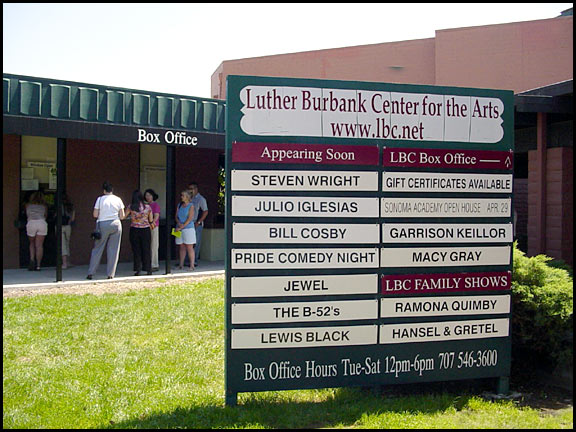 Box Office
Luther Burbank Center for the Arts
www.lbc.net
Appearing Soon
STEVEN WRIGHT
JULIO IGLESIAS
BILL COSBY
PRIDE COMEDY NIGHT
JEWEL
THE B-52's
LEWIS BLACK
LBC Box Office
GIFT CERTIFICATES AVAILABLE
SONOMA ACADEMY OPEN HOUSE APR 29
GARRISON KEILLOR
MACY GRAY
LBC FAMILY SHOWS
RAMONA QUIMBY
HANSEL & GRETEL
Box Office Hours Tue-Sat 12pm-6pm 707 546-3600